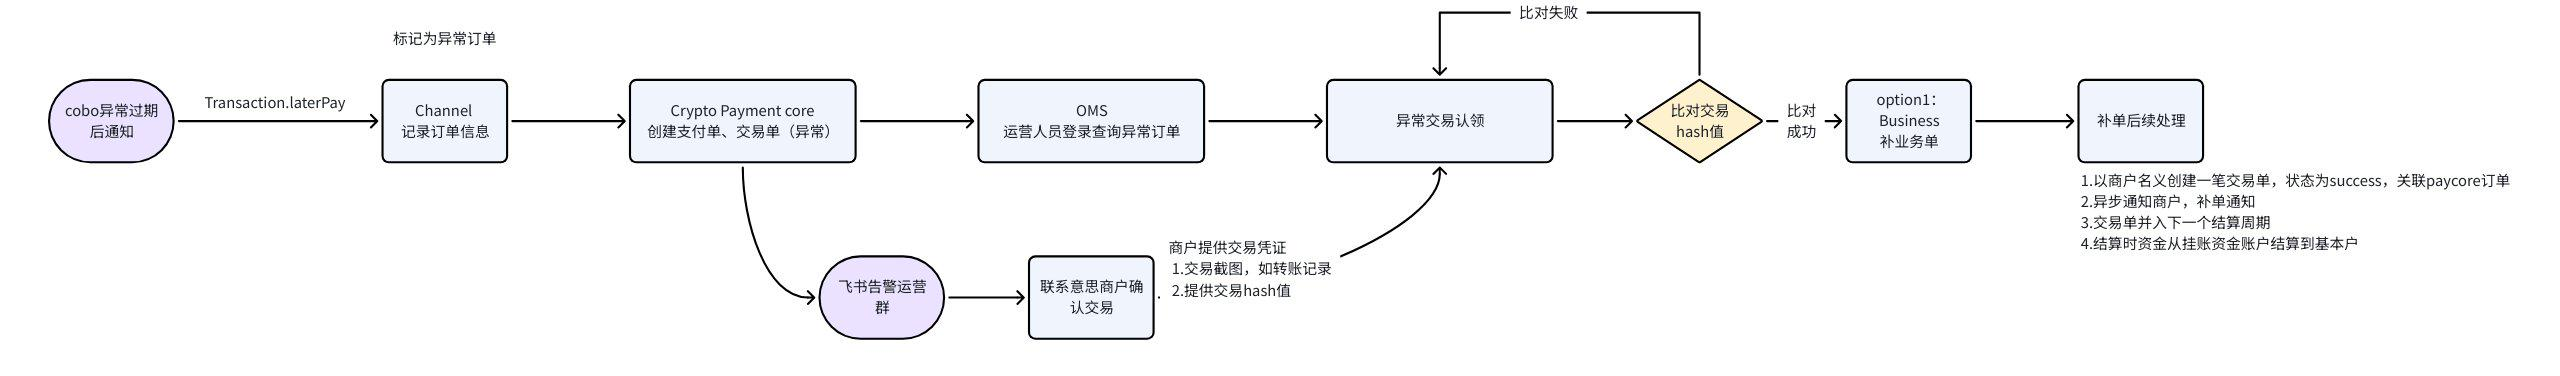 比对失败
标记为异常订单
cobo异常过期
后通知
Transaction.laterPay
Channel
记录订单信息
Crypto Payment core
创建支付单、交易单（异常）
OMS
运营人员登录查询异常订单
异常交易认领
比对交易
hash值
比对
成功
option1：
Business
补业务单
补单后续处理
1.以商户名义创建一笔交易单，状态为success，关联paycore订单
2.异步通知商户，补单通知
3.交易单并入下一个结算周期
4.结算时资金从挂账资金账户结算到基本户
飞书告警运营
群
联系意思商户确
认交易
商户提供交易凭证
1.交易截图，如转账记录
2.提供交易hash值